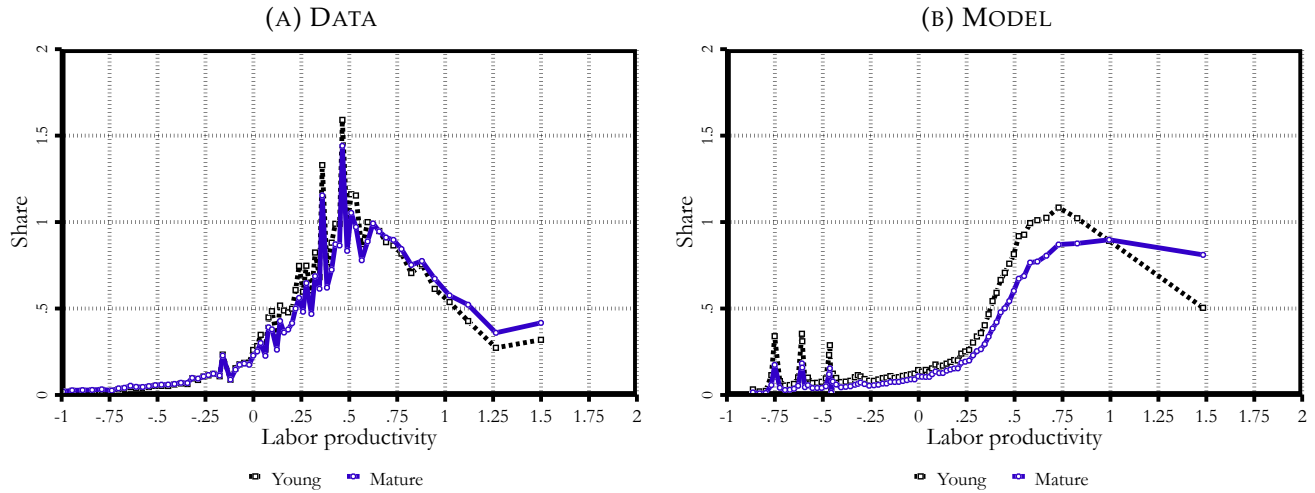 (A) DATA
Share
0 .5 1 1.5 2
-1 -.75 -.5 -.25 0 .25 .5 .75 1 1.25 1.5 1.75 2
Labor productivity
Young Mature
(B) MODEL
Share
0 .5 1 1.5 2
-1 -.75 -.5 -.25 0 .25 .5 .75 1 1.25 1.5 1.75 2
Labor productivity
Young Mature